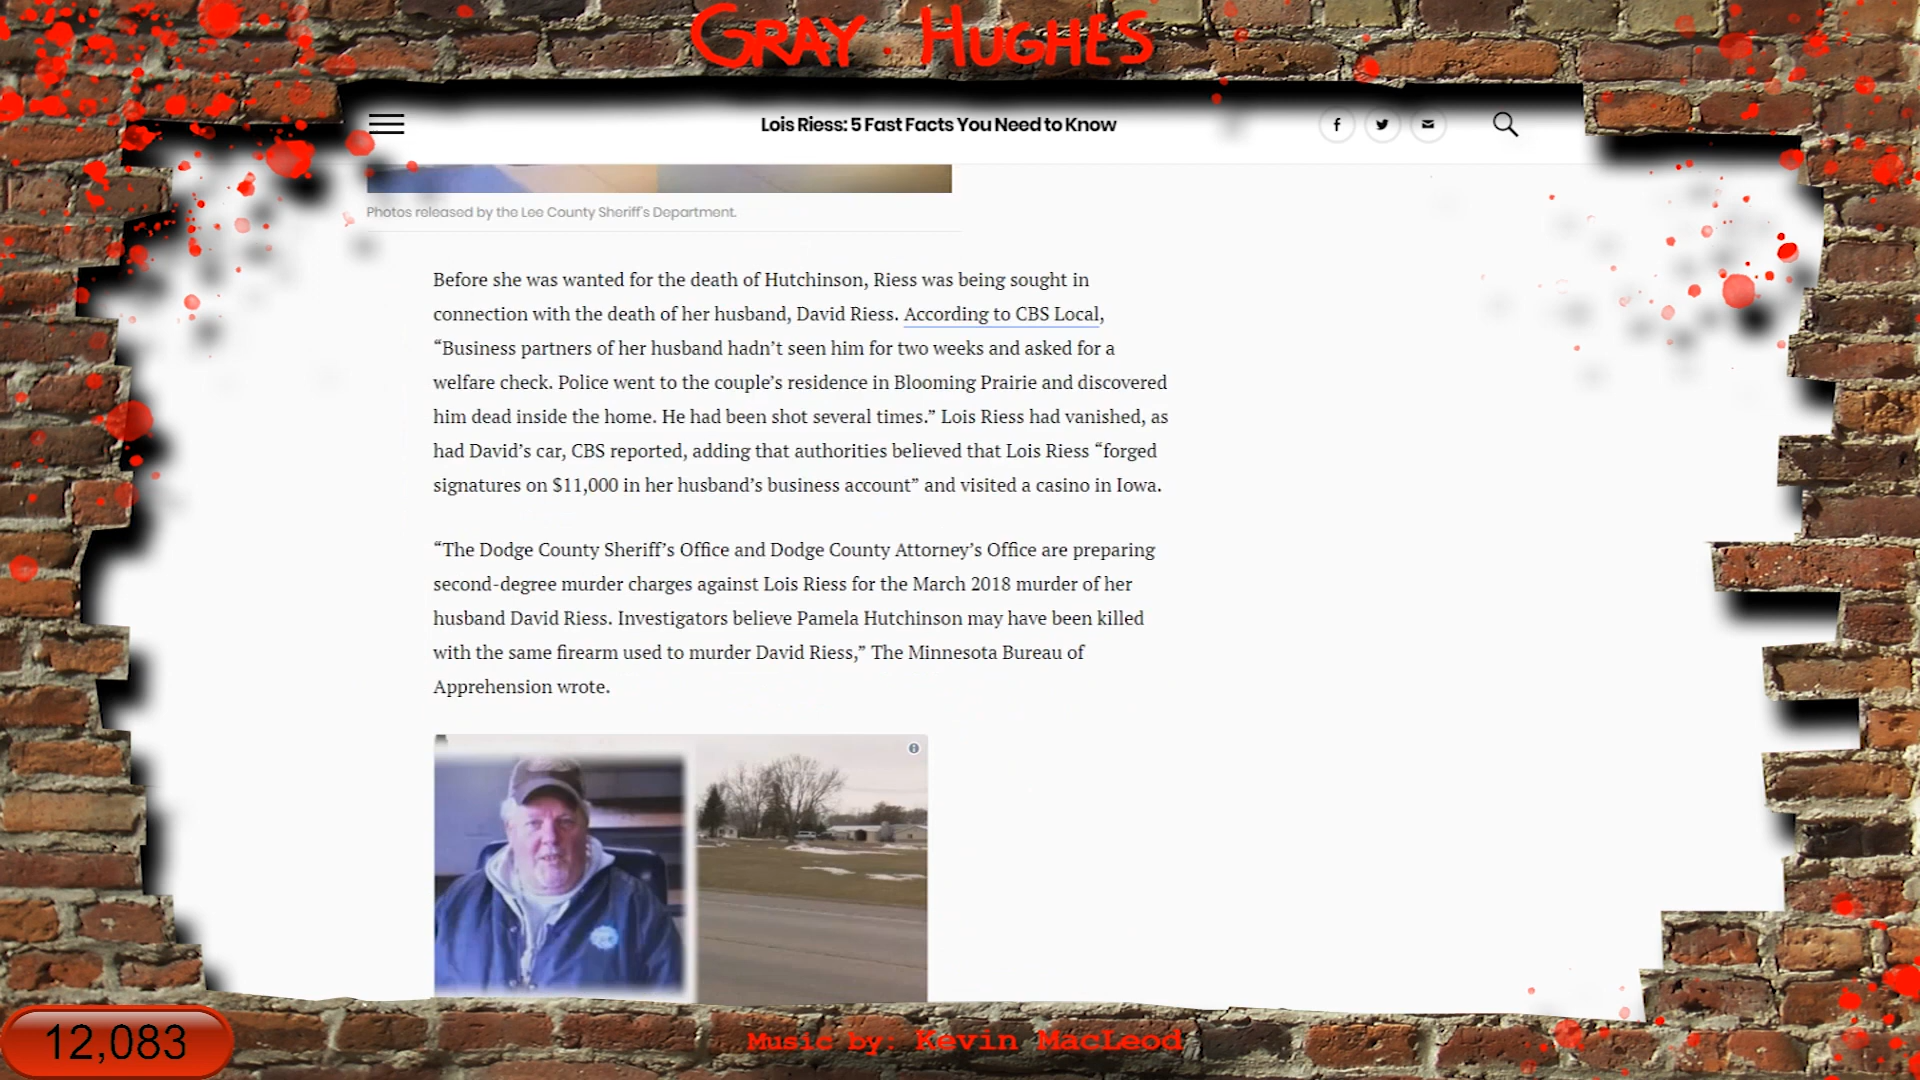 GRAY HUGHES
Lois Riess: 5 Fast Facts You Need to Know
Photos released by the Lee County Sheriff's Department.
Before she was wanted for the death of Hutchinson, Riess was being sought in
connection with the death of her husband, David Riess. According to CBS Local,
“Business partners of her husband hadn’t seen him for two weeks and asked for a
welfare check. Police went to the couple’s residence in Blooming Prairie and discovered
him dead inside the home. He had been shot several times.” Lois Riess had vanished, as
had David’s car, CBS reported, adding that authorities believed that Lois Riess “forged
signatures on $11,000 in her husband’s business account” and visited a casino in Iowa.
“The Dodge County Sheriff’s Office and Dodge County Attorney’s Office are preparing
second-degree murder charges against Lois Riess for the March 2018 murder of her
husband David Riess. Investigators believe Pamela Hutchinson may have been killed
with the same firearm used to murder David Riess,” The Minnesota Bureau of
Apprehension wrote.
12,083
Music by: Kevin MacLeod